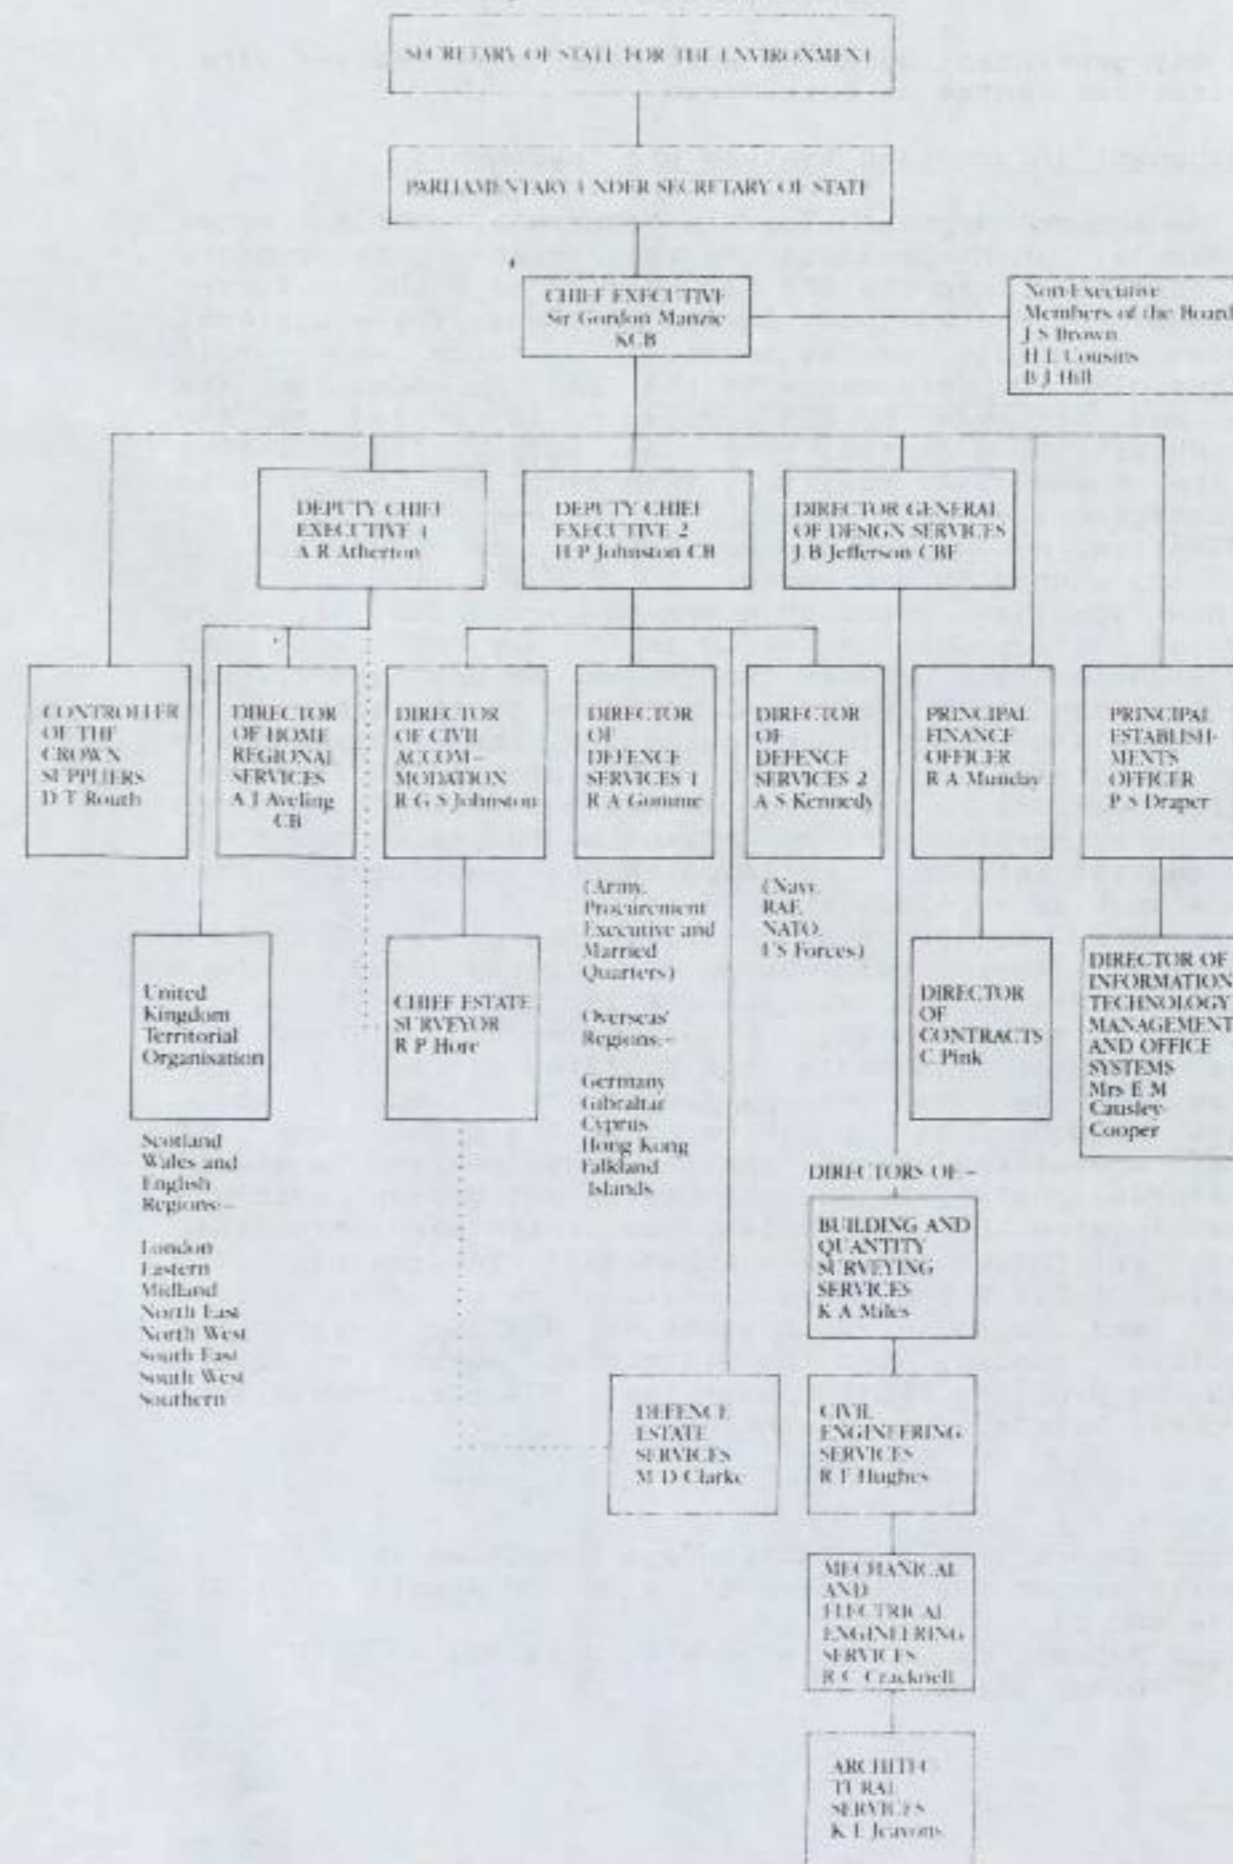 SECRETARY OF STATE FOR THE ENVIRONMENT
PARLIAMENTARY UNDER SECRETARY OF STATE
CHIEF EXECUTIVE
Sir Gordon Manzie
KCB
Non-Executive
Members of the Board
J S Brown
H L Cousins
B J Hill
DEPUTY CHIEF
EXECUTIVE 1
A R Atherton
DEPUTY CHIEF
EXECUTIVE 2
H P Johnston CB
DIRECTOR GENERAL
OF DESIGN SERVICES
J B Jefferson CBE
CONTROLLER
OF THE
CROWN
SUPPLIERS
D T Routh
DIRECTOR
OF HOME
REGIONAL
SERVICES
A J Aveling
CB
DIRECTOR
OF CIVIL
ACCOM-
MODATION
R G S Johnston
DIRECTOR
OF
DEFENCE
SERVICES 1
R A Gomme
DIRECTOR
OF
DEFENCE
SERVICES 2
A S Kennedy
PRINCIPAL
FINANCE
OFFICER
R A Munday
PRINCIPAL
ESTABLISH-
MENTS
OFFICER
P S Draper
(Army,
Procurement
Executive and
Married
Quarters)
Overseas'
Regions:-
Germany
Gibraltar
Cyprus
Hong Kong
Falkland
Islands
(Navy,
RAF,
NATO,
US Forces)
United
Kingdom
Territorial
Organisation
Scotland
Wales and
English
Regions:-
London
Eastern
Midland
North East
North West
South East
South West
Southern
CHIEF ESTATE
SURVEYOR
R P Hore
DIRECTOR
OF
CONTRACTS
C Pink
DIRECTOR OF
INFORMATION
TECHNOLOGY
MANAGEMENT
AND OFFICE
SYSTEMS
Mrs E M
Causley-
Cooper
DIRECTORS OF:-
BUILDING AND
QUANTITY
SURVEYING
SERVICES
K A Miles
DEFENCE
ESTATE
SERVICES
M D Clarke
CIVIL
ENGINEERING
SERVICES
R F Hughes
MECHANICAL
AND
ELECTRICAL
ENGINEERING
SERVICES
R C Cracknell
ARCHITEC-
TURAL
SERVICES
K E Jeavons